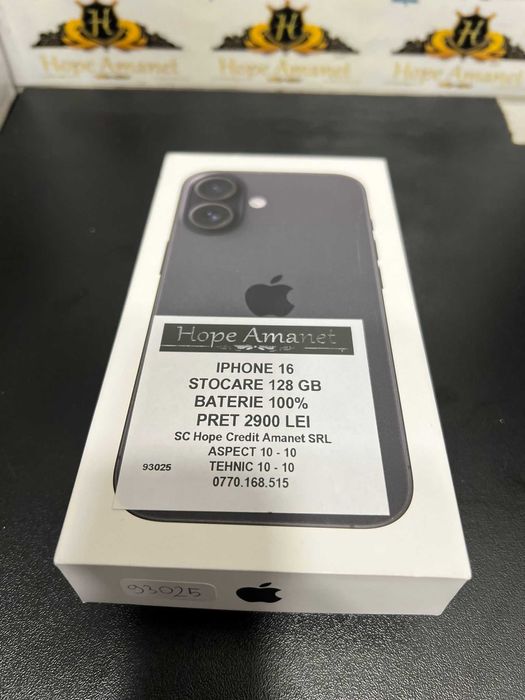 H H H
Hope Amanet Hope Amanet Hope Amanet
Hope Amanet
IPHONE 16
STOCARE 128 GB
BATERIE 100%
PRET 2900 LEI
SC Hope Credit Amanet SRL
ASPECT 10 - 10
93025 TEHNIC 10 - 10
0770.168.515
93025